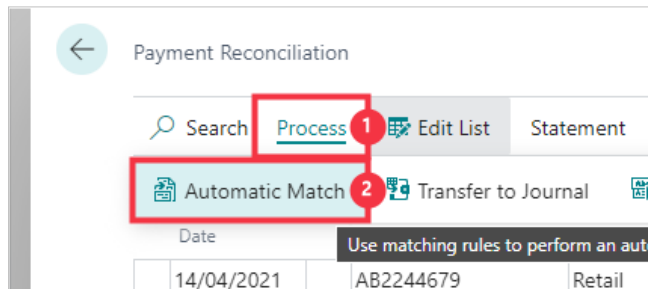 Payment Reconciliation
Search Process 1 Edit List Statement
Automatic Match 2 Transfer to Journal
Date
Use matching rules to perform an auto
14/04/2021 AB2244679 Retail